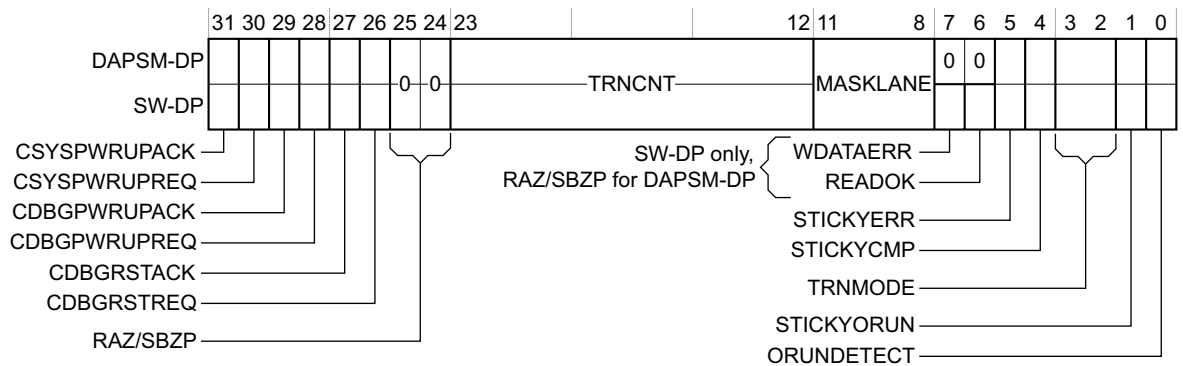 31 30 29 28 27 26 25 24 23 12 11 8 7 6 5 4 3 2 1 0
DAPSM-DP 0 0
0 0 TRNCNT MASKLANE
SW-DP
CSYSPWRUPACK
CSYSPWRUPREQ
CDBGPWRUPACK
CDBGPWRUPREQ
CDBGRSTACK
CDBGRSTREQ
RAZ/SBZP
SW-DP only,
RAZ/SBZP for DAPSM-DP
WDATAERR
READOK
STICKYERR
STICKYCMP
TRNMODE
STICKYORUN
ORUNDETECT